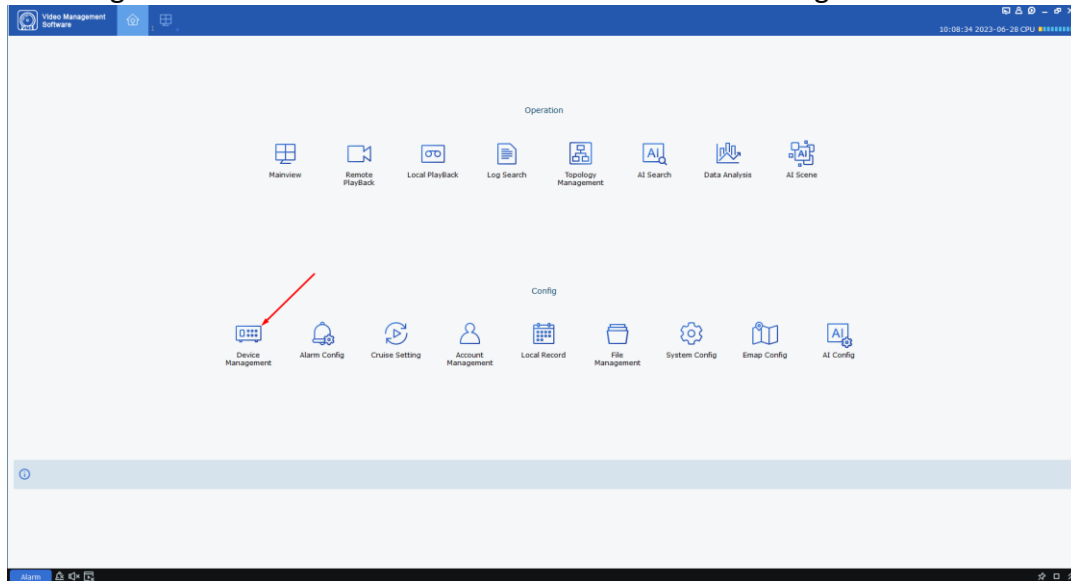 Video Management
Software
10:08:34 2023-06-28 CPU
Operation
Mainview
Remote
PlayBack
Local PlayBack
Log Search
Topology
Management
AI Search
Data Analysis
AI Scene
Config
Device
Management
Alarm Config
Cruise Setting
Account
Management
Local Record
File
Management
System Config
Emap Config
AI Config
Alarm